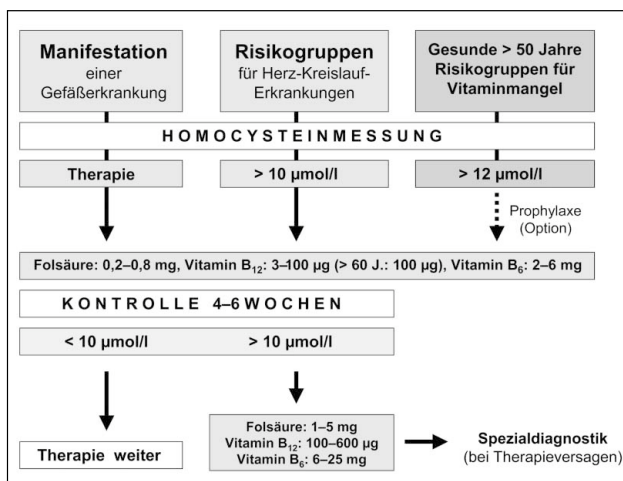 Manifestation
einer
Gefäßerkrankung
Risikogruppen
für Herz-Kreislauf-
Erkrankungen
Gesunde > 50 Jahre
Risikogruppen für
Vitaminmangel
HOMOCYSTEINMESSUNG
Therapie
> 10 µmol/l
> 12 µmol/l
Prophylaxe
(Option)
Folsäure: 0,2–0,8 mg, Vitamin B₁₂: 3–100 µg (> 60 J.: 100 µg), Vitamin B₆: 2–6 mg
KONTROLLE 4–6 WOCHEN
< 10 µmol/l
> 10 µmol/l
Therapie weiter
Folsäure: 1–5 mg
Vitamin B₁₂: 100–600 µg
Vitamin B₆: 6–25 mg
Spezialdiagnostik
(bei Therapieversagen)